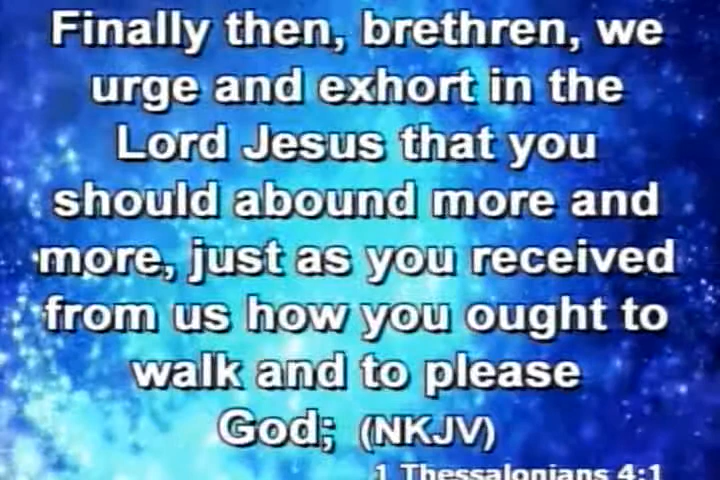 Finally then, brethren, we
urge and exhort in the
Lord Jesus that you
should abound more and
more, just as you received
from us how you ought to
walk and to please
God; (NKJV)
1 Thessalonians 4:1